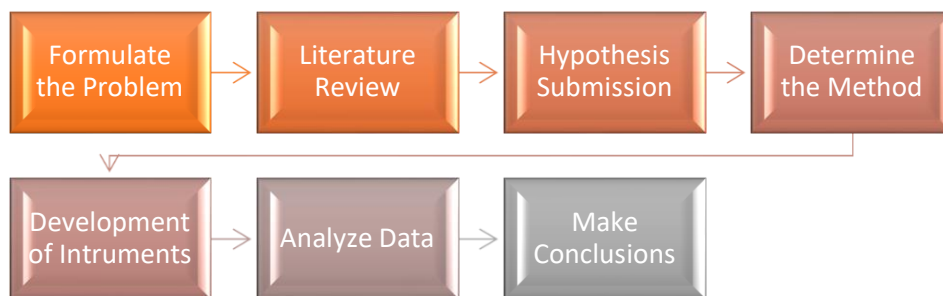 Formulate
the Problem
Literature
Review
Hypothesis
Submission
Determine
the Method
Development
of Intruments
Analyze Data
Make
Conclusions